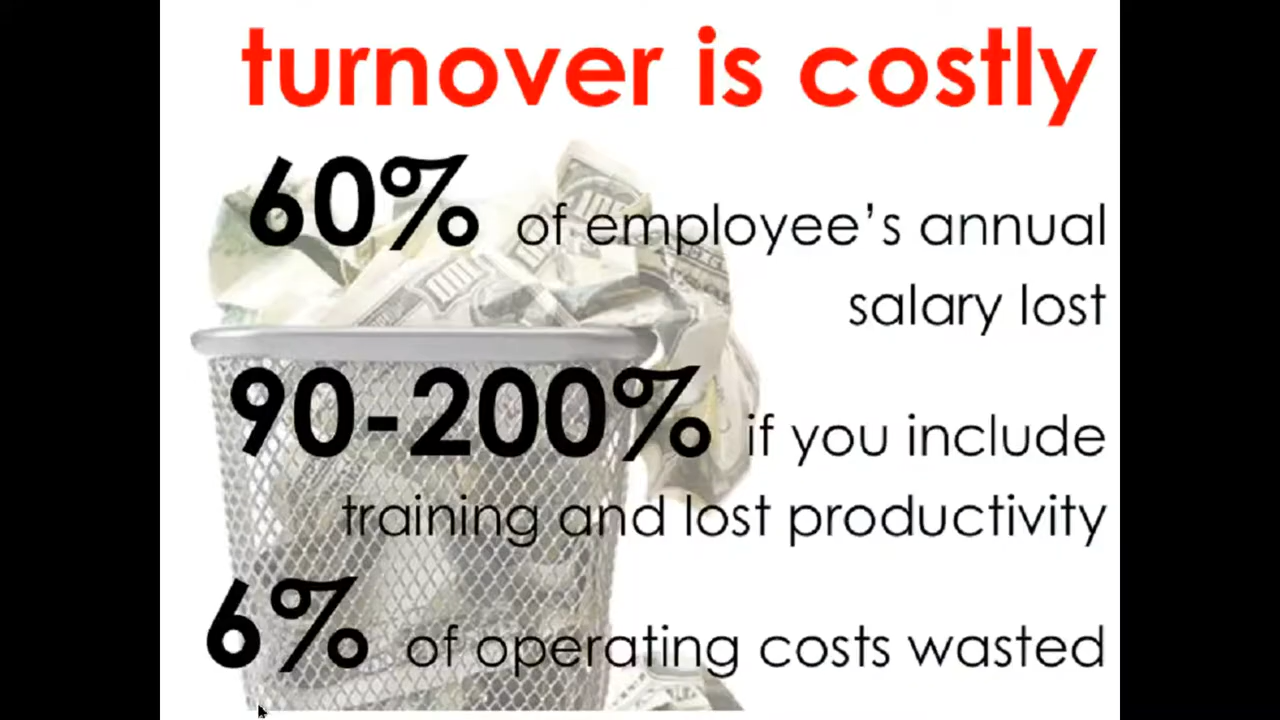 turnover is costly
60% of employee’s annual
salary lost
90-200% if you include
training and lost productivity
6% of operating costs wasted